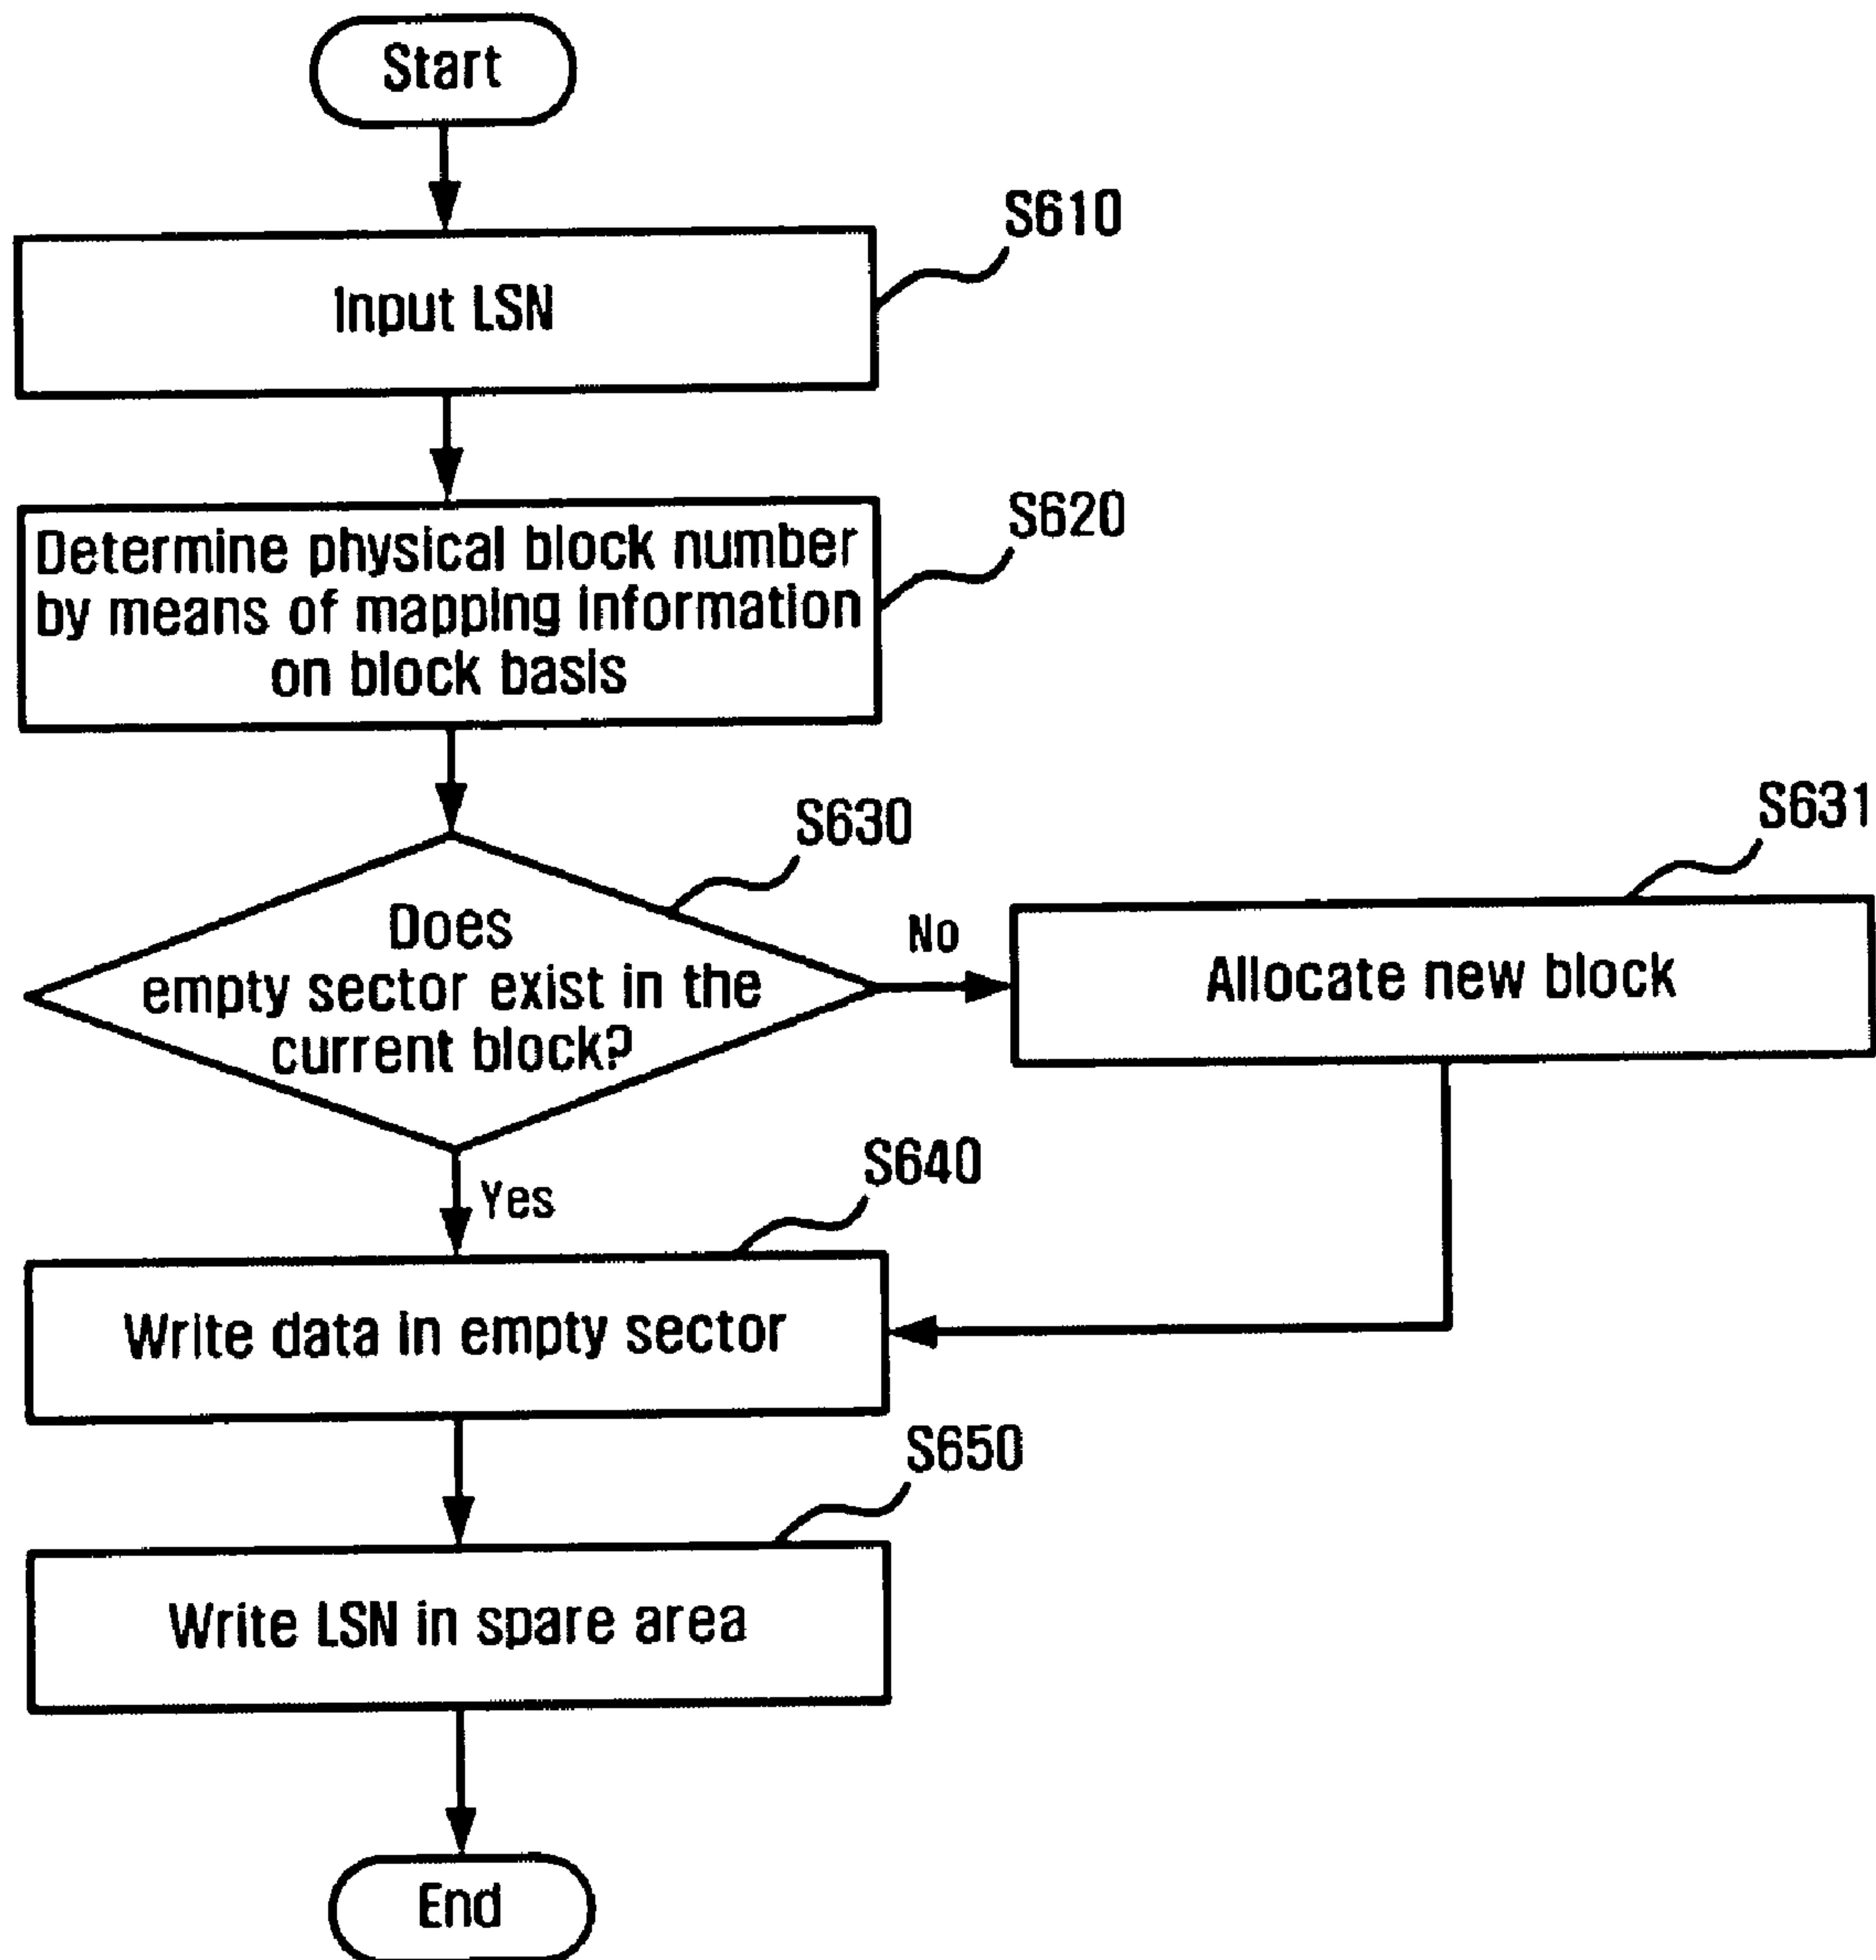 Start
S610
Input LSN
S620
Determine physical block number
by means of mapping information
on block basis
S630
S631
Does
empty sector exist in the
current block?
No
Allocate new block
Yes
S640
Write data in empty sector
S650
Write LSN in spare area
End